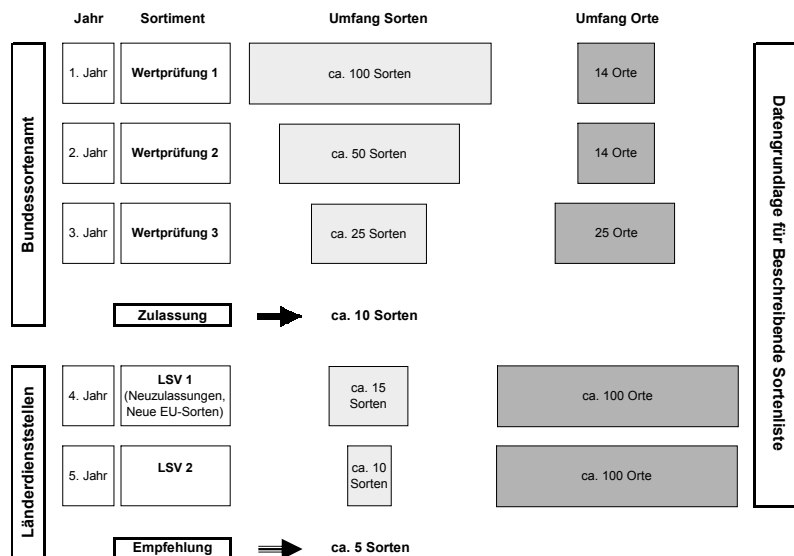 Jahr Sortiment Umfang Sorten Umfang Orte
Bundessortenamt
1. Jahr Wertprüfung 1 ca. 100 Sorten 14 Orte
2. Jahr Wertprüfung 2 ca. 50 Sorten 14 Orte
3. Jahr Wertprüfung 3 ca. 25 Sorten 25 Orte
Zulassung ca. 10 Sorten
Länderdienststellen
4. Jahr
LSV 1
(Neuzulassungen,
Neue EU-Sorten)
ca. 15
Sorten
ca. 100 Orte
5. Jahr
LSV 2
ca. 10
Sorten
ca. 100 Orte
Empfehlung ca. 5 Sorten
Datengrundlage für Beschreibende Sortenliste